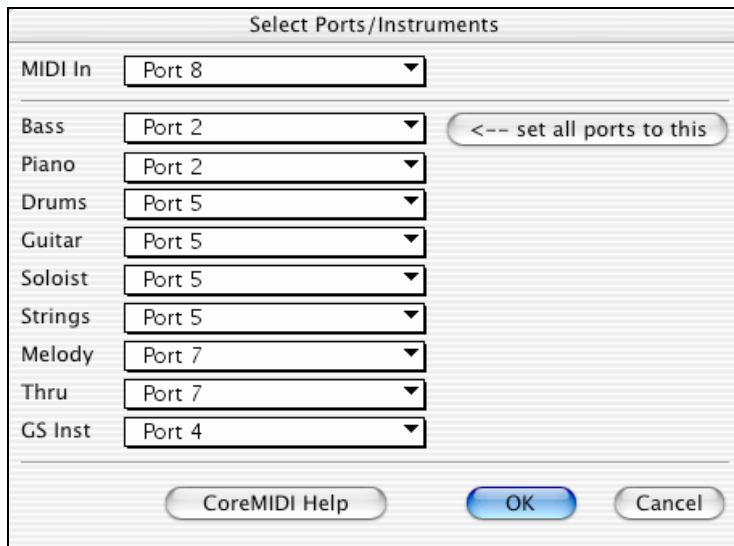 Select Ports/Instruments
MIDI In Port 8
Bass Port 2 <-- set all ports to this
Piano Port 2
Drums Port 5
Guitar Port 5
Soloist Port 5
Strings Port 5
Melody Port 7
Thru Port 7
GS Inst Port 4
CoreMIDI Help OK Cancel